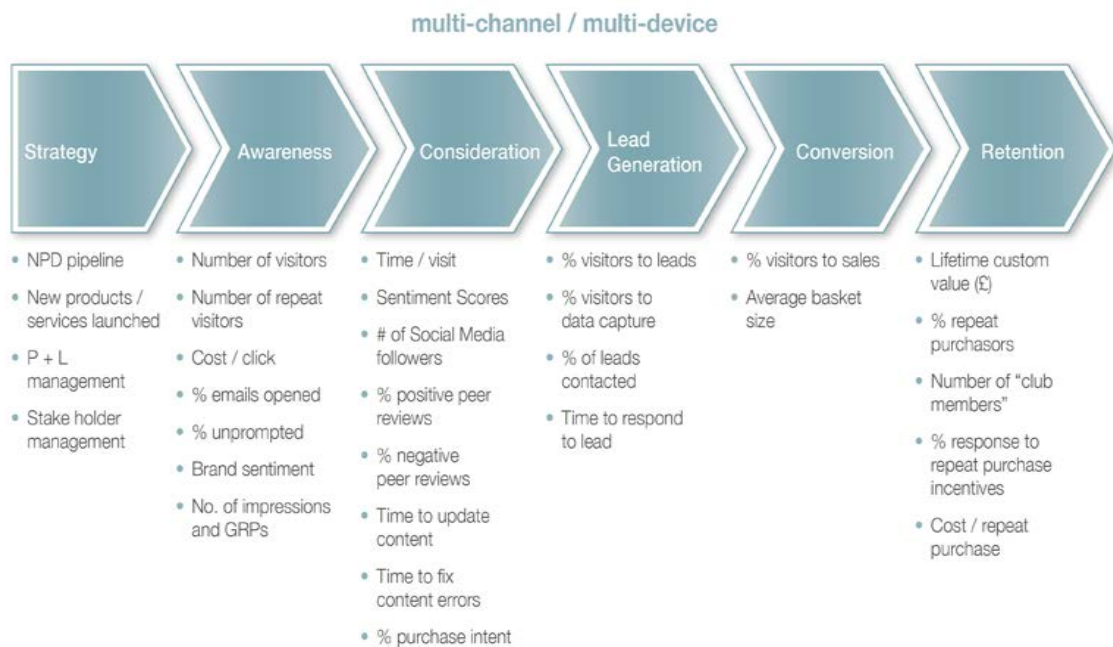 multi-channel / multi-device
Strategy
Awareness
Consideration
Lead
Generation
Conversion
Retention
• NPD pipeline
• New products /
services launched
• P + L
management
• Stake holder
management
• Number of visitors
• Number of repeat
visitors
• Cost / click
• % emails opened
• % unprompted
• Brand sentiment
• No. of impressions
and GRPs
• Time / visit
• Sentiment Scores
• # of Social Media
followers
• % positive peer
reviews
• % negative
peer reviews
• Time to update
content
• Time to fix
content errors
• % purchase intent
• % visitors to leads
• % visitors to
data capture
• % of leads
contacted
• Time to respond
to lead
• % visitors to sales
• Average basket
size
• Lifetime custom
value (£)
• % repeat
purchasors
• Number of “club
members”
• % response to
repeat purchase
incentives
• Cost / repeat
purchase